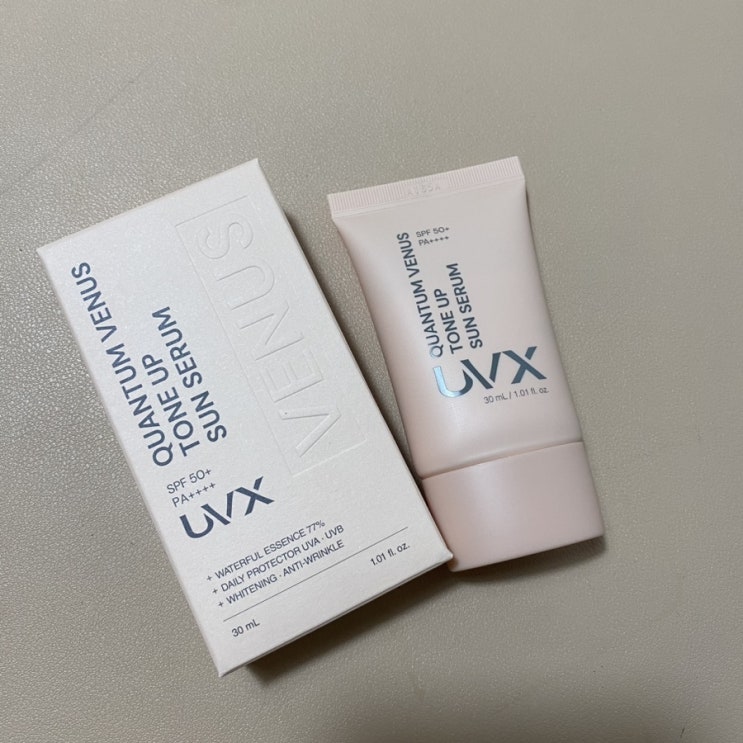 VENUS
QUANTUM VENUS
TONE UP
SUN SERUM
SPF 50+
PA++++
UVX
+ WATERFUL ESSENCE 77%
+ DAILY PROTECTOR UVA · UVB
+ WHITENING · ANTI-WRINKLE
1.01 fl. oz.
30 mL
SPF 50+
PA++++
QUANTUM VENUS
TONE UP
SUN SERUM
UVX
30 mL / 1.01 fl. oz.